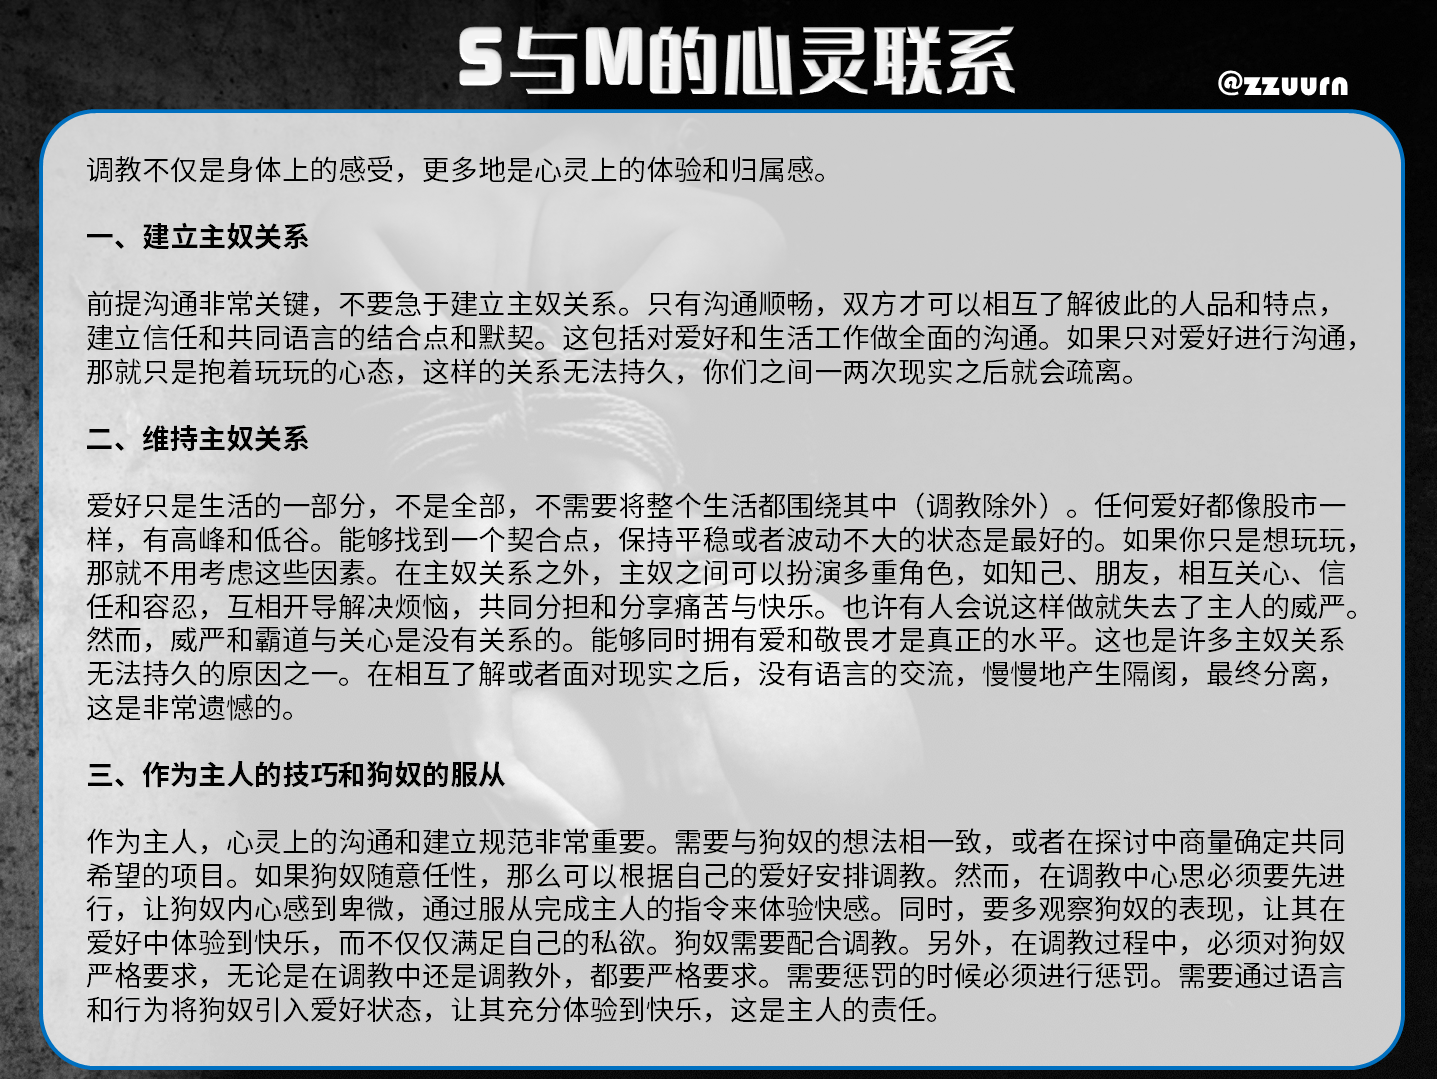 S与M的心灵联系
@zzuurn
调教不仅是身体上的感受，更多地是心灵上的体验和归属感。
一、建立主奴关系
前提沟通非常关键，不要急于建立主奴关系。只有沟通顺畅，双方才可以相互了解彼此的人品和特点，
建立信任和共同语言的结合点和默契。这包括对爱好和生活工作做全面的沟通。如果只对爱好进行沟通，
那就只是抱着玩玩的心态，这样的关系无法持久，你们之间一两次现实之后就会疏离。
二、维持主奴关系
爱好只是生活的一部分，不是全部，不需要将整个生活都围绕其中（调教除外）。任何爱好都像股市一
样，有高峰和低谷。能够找到一个契合点，保持平稳或者波动不大的状态是最好的。如果你只是想玩玩，
那就不用考虑这些因素。在主奴关系之外，主奴之间可以扮演多重角色，如知己、朋友，相互关心、信
任和容忍，互相开导解决烦恼，共同分担和分享痛苦与快乐。也许有人会说这样做就失去了主人的威严。
然而，威严和霸道与关心是没有关系的。能够同时拥有爱和敬畏才是真正的水平。这也是许多主奴关系
无法持久的原因之一。在相互了解或者面对现实之后，没有语言的交流，慢慢地产生隔阂，最终分离，
这是非常遗憾的。
三、作为主人的技巧和狗奴的服从
作为主人，心灵上的沟通和建立规范非常重要。需要与狗奴的想法相一致，或者在探讨中商量确定共同
希望的项目。如果狗奴随意任性，那么可以根据自己的爱好安排调教。然而，在调教中心思必须要先进
行，让狗奴内心感到卑微，通过服从完成主人的指令来体验快感。同时，要多观察狗奴的表现，让其在
爱好中体验到快乐，而不仅仅满足自己的私欲。狗奴需要配合调教。另外，在调教过程中，必须对狗奴
严格要求，无论是在调教中还是调教外，都要严格要求。需要惩罚的时候必须进行惩罚。需要通过语言
和行为将狗奴引入爱好状态，让其充分体验到快乐，这是主人的责任。